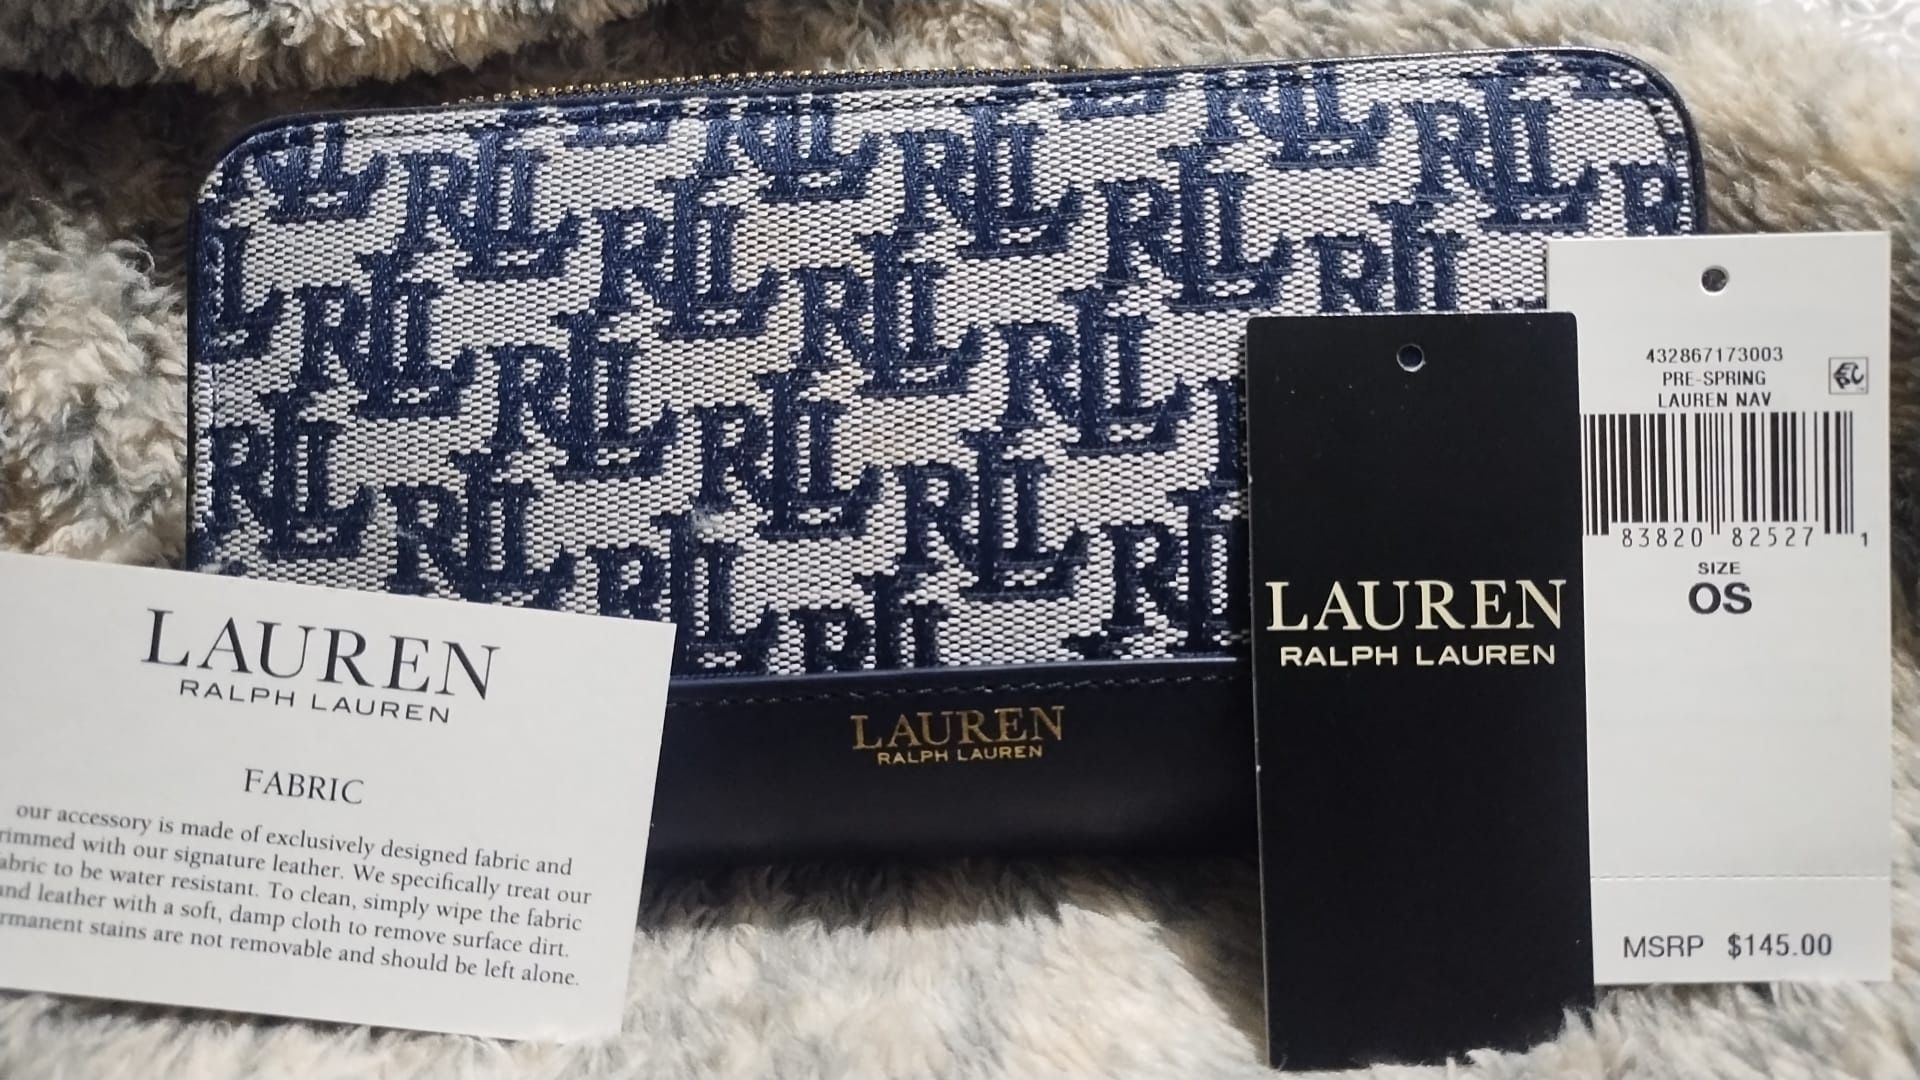 LAUREN
RALPH LAUREN
FABRIC
our accessory is made of exclusively designed fabric and
rimmed with our signature leather. We specifically treat our
abric to be water resistant. To clean, simply wipe the fabric
nd leather with a soft, damp cloth to remove surface dirt.
rmanent stains are not removable and should be left alone.
LAUREN
RALPH LAUREN
LAUREN
RALPH LAUREN
432867173003
PRE-SPRING
LAUREN NAV
83820 82527 1
SIZE
OS
MSRP $145.00